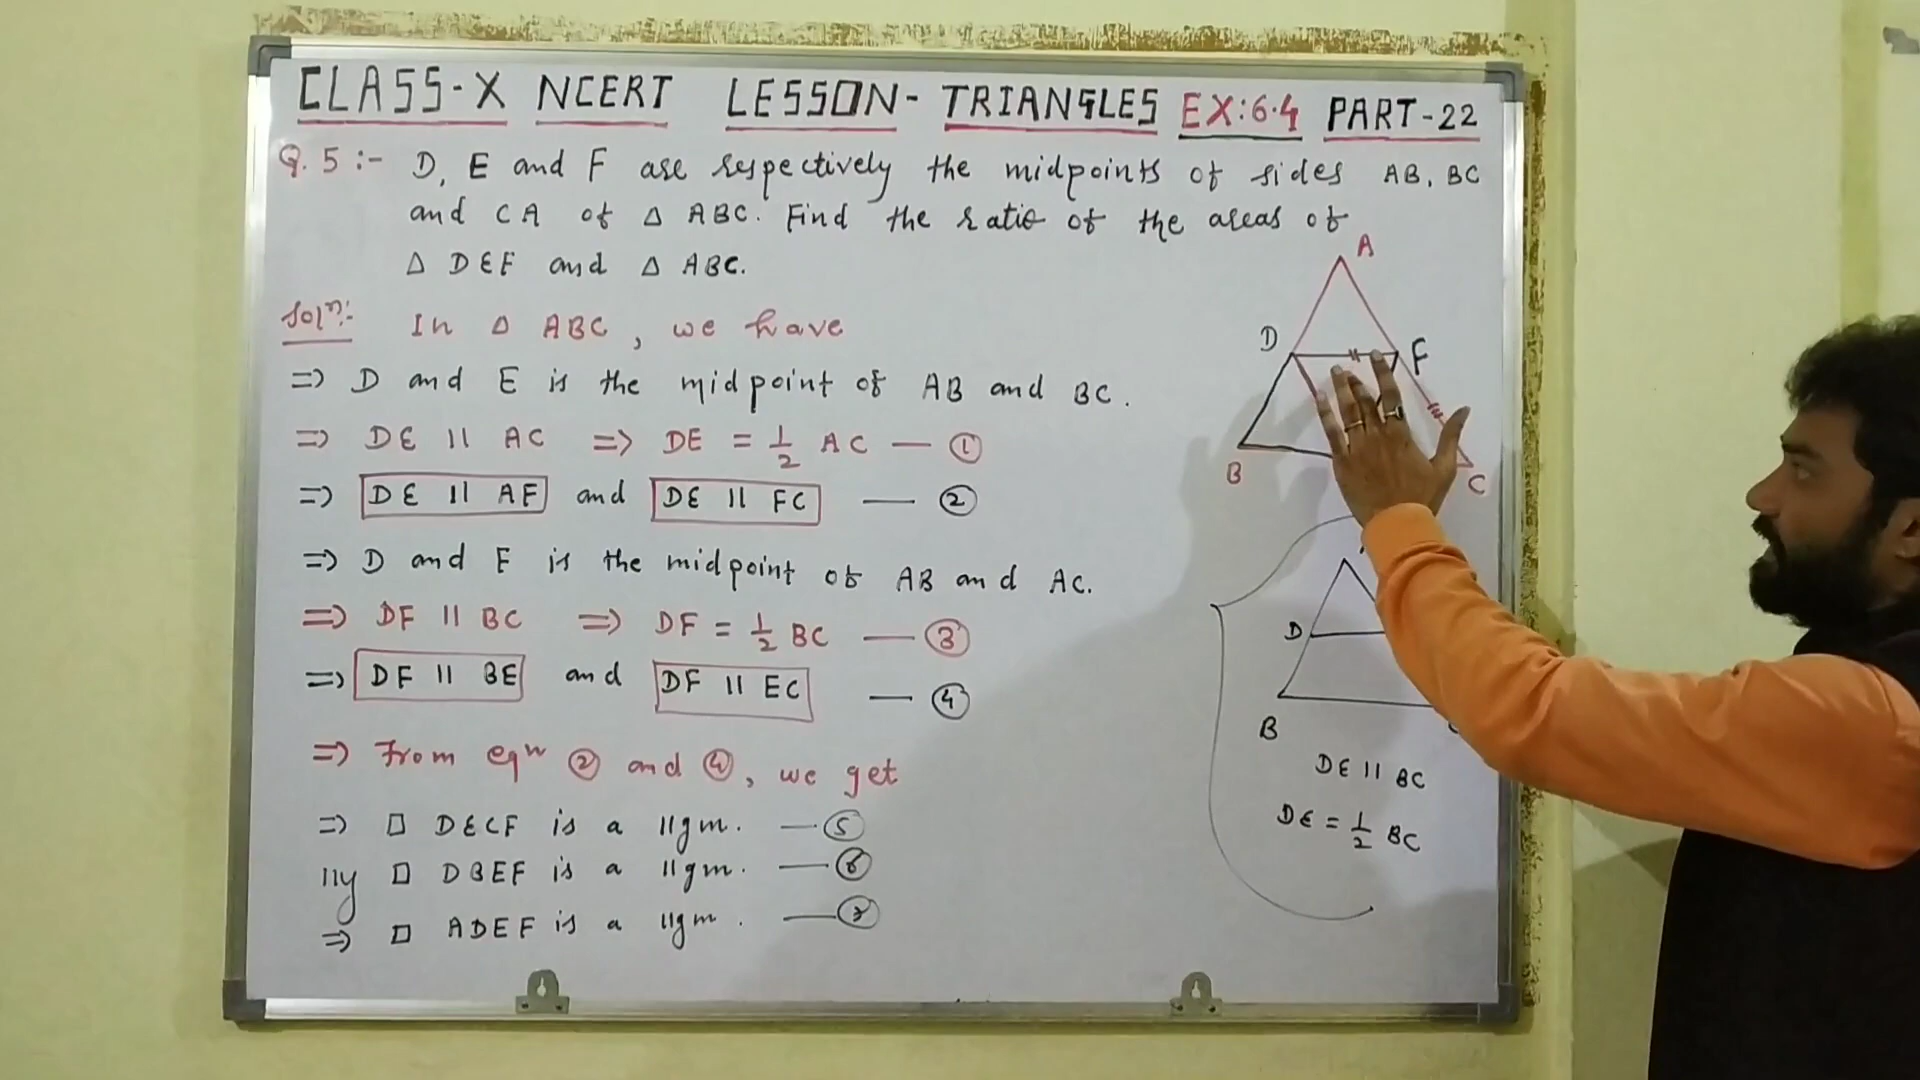 CLASS-X NCERT LESSON- TRIANGLES EX:6.4 PART-22
Q.5:- D, E and F are respectively the midpoints of sides AB, BC
and CA of Δ ABC. Find the ratio of the areas of
Δ DEF and Δ ABC.
Solⁿ:- In Δ ABC, we have
=> D and E is the midpoint of AB and BC.
=> DE || AC => DE = 1/2 AC — ①
=> DE || AF and DE || FC — ②
=> D and F is the midpoint of AB and AC.
=> DF || BC => DF = 1/2 BC — ③
=> DF || BE and DF || EC — ④
=> From eqⁿ ② and ④, we get
=> □ DECF is a ||gm. — ⑤
||y □ DBEF is a ||gm. — ⑥
=> □ ADEF is a ||gm. — ⑦
A
D
F
B
C
D
B
DE || BC
DE = 1/2 BC